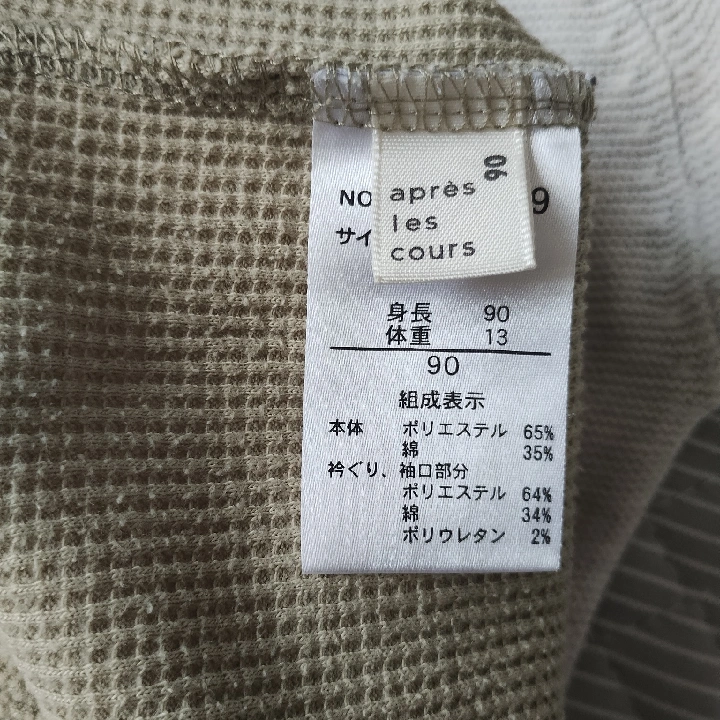 90
après
les
cours
NO 9
サイ
身長 90
体重 13
90
組成表示
本体 ポリエステル 65%
綿 35%
衿ぐり、袖口部分
ポリエステル 64%
綿 34%
ポリウレタン 2%